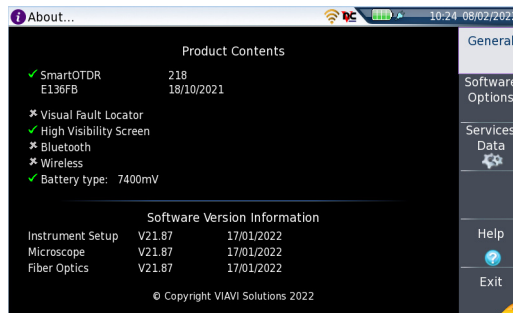 About...
10:24 08/02/202
Product Contents
SmartOTDR 218
E136FB 18/10/2021
Visual Fault Locator
High Visibility Screen
Bluetooth
Wireless
Battery type: 7400mV
Software Version Information
Instrument Setup V21.87 17/01/2022
Microscope V21.87 17/01/2022
Fiber Optics V21.87 17/01/2022
© Copyright VIAVI Solutions 2022
General
Software
Options
Services
Data
Help
Exit